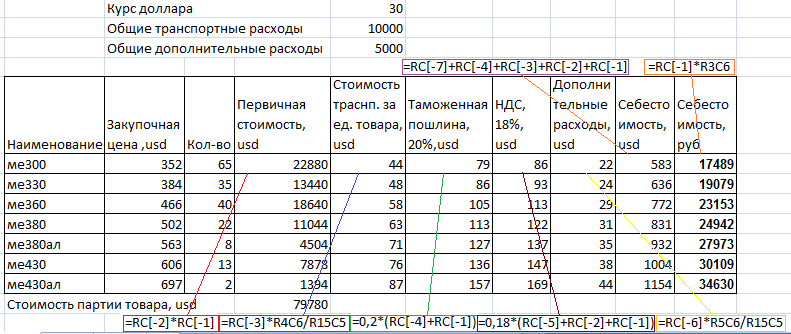 Курс доллара 30
Общие транспортные расходы 10000
Общие дополнительные расходы 5000
=RC[-7]+RC[-4]+RC[-3]+RC[-2]+RC[-1] =RC[-1]*R3C6
Наименование Закупочная цена ,usd Кол-во Первичная стоимость, usd Стоимость траснп. за ед. товара, usd Таможенная пошлина, 20%,usd НДС, 18%, usd Дополни тельные расходы, usd Себесто имость, usd Себесто имость, руб
ме300 352 65 22880 44 79 86 22 583 17489
ме330 384 35 13440 48 86 93 24 636 19079
ме360 466 40 18640 58 105 113 29 772 23153
ме380 502 22 11044 63 113 122 31 831 24942
ме380ал 563 8 4504 71 127 137 35 932 27973
ме430 606 13 7878 76 136 147 38 1004 30109
ме430ал 697 2 1394 87 157 169 44 1154 34630
Стоимость партии товара, usd 79780
=RC[-2]*RC[-1] =RC[-3]*R4C6/R15C5 =0,2*(RC[-4]+RC[-1]) =0,18*(RC[-5]+RC[-2]+RC[-1]) =RC[-6]*R5C6/R15C5